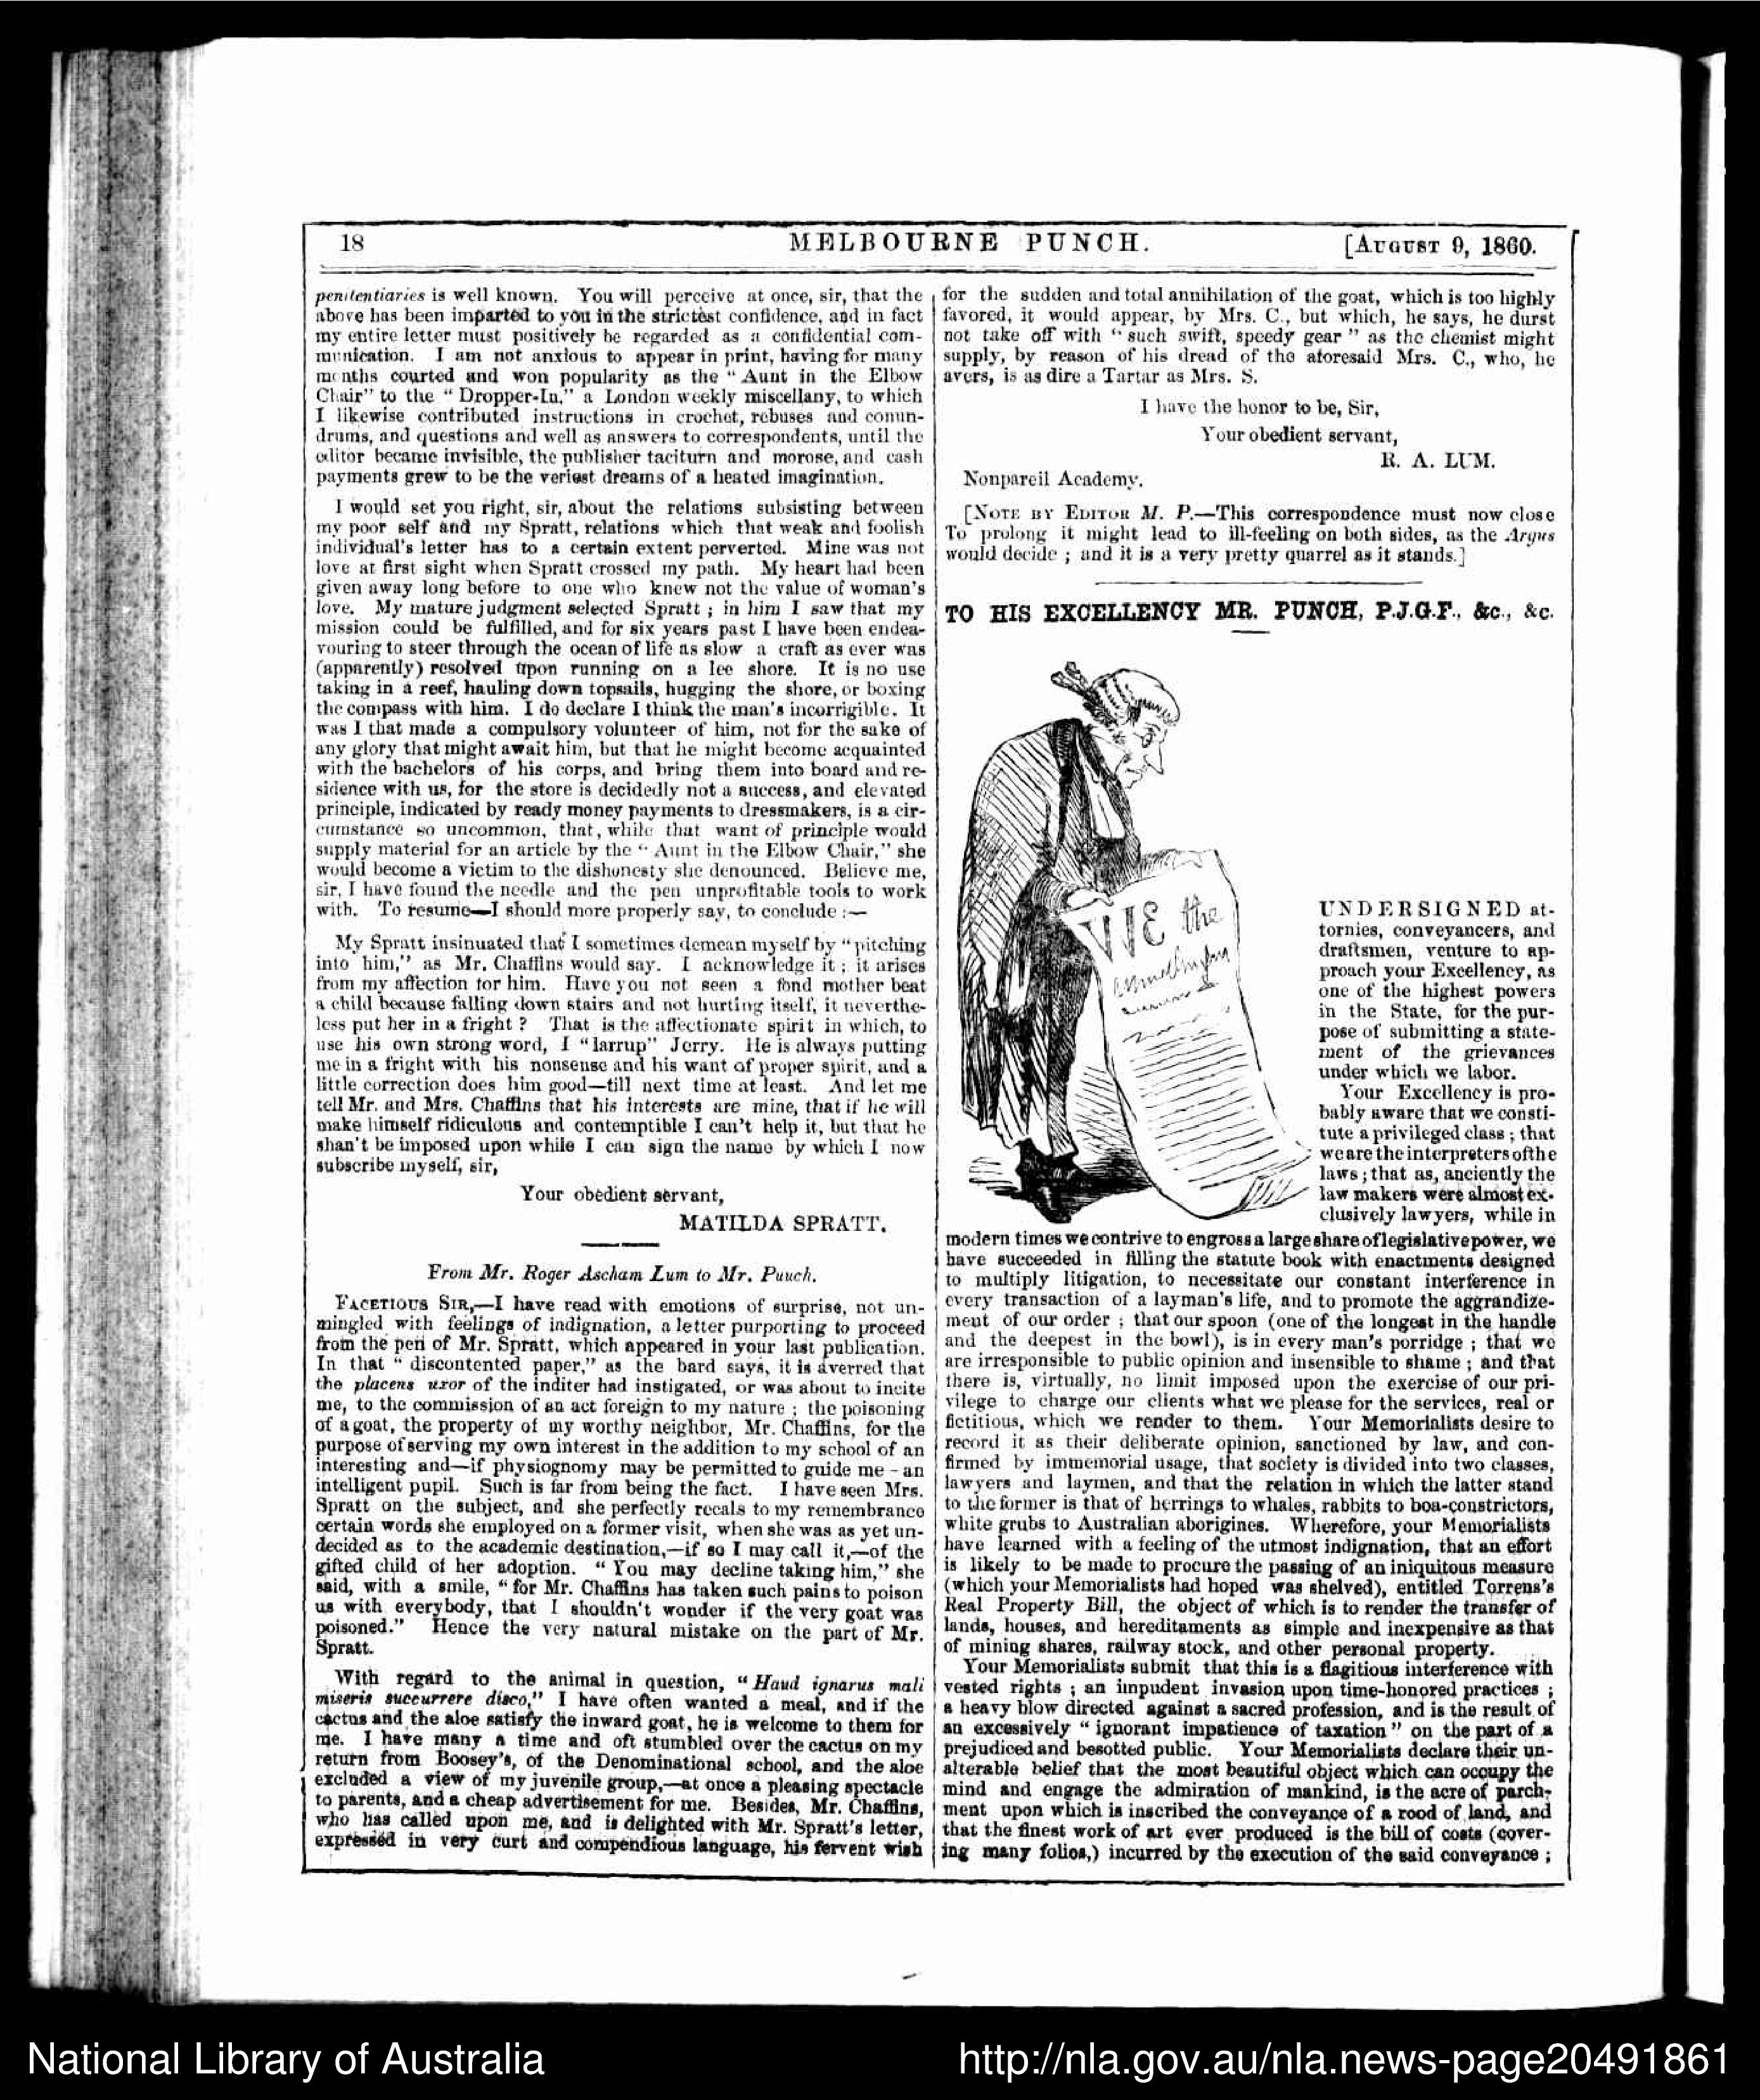 18
MELBOURNE PUNCH.
[AUGUST 9, 1860.
penitentiaries is well known. You will perceive at once, sir, that the
above has been imparted to you in the strictest confidence, and in fact
my entire letter must positively be regarded as a confidential com-
munication. I am not anxious to appear in print, having for many
months courted and won popularity as the "Aunt in the Elbow
Chair" to the "Dropper-In," a London weekly miscellany, to which
I likewise contributed instructions in crochet, rebuses and conun-
drums, and questions and well as answers to correspondents, until the
editor became invisible, the publisher taciturn and morose, and cash
payments grew to be the veriest dreams of a heated imagination.
I would set you right, sir, about the relations subsisting between
my poor self and my Spratt, relations which that weak and foolish
individual's letter has to a certain extent perverted. Mine was not
love at first sight when Spratt crossed my path. My heart had been
given away long before to one who knew not the value of woman's
love. My mature judgment selected Spratt ; in him I saw that my
mission could be fulfilled, and for six years past I have been endea-
vouring to steer through the ocean of life as slow a craft as ever was
(apparently) resolved upon running on a lee shore. It is no use
taking in a reef, hauling down topsails, hugging the shore, or boxing
the compass with him. I do declare I think the man's incorrigible. It
was I that made a compulsory volunteer of him, not for the sake of
any glory that might await him, but that he might become acquainted
with the bachelors of his corps, and bring them into board and re-
sidence with us, for the store is decidedly not a success, and elevated
principle, indicated by ready money payments to dressmakers, is a cir-
cumstance so uncommon, that, while that want of principle would
supply material for an article by the "Aunt in the Elbow Chair," she
would become a victim to the dishonesty she denounced. Believe me,
sir, I have found the needle and the pen unprofitable tools to work
with. To resume—I should more properly say, to conclude :—
My Spratt insinuated that I sometimes demean myself by "pitching
into him," as Mr. Chaffins would say. I acknowledge it ; it arises
from my affection for him. Have you not seen a fond mother beat
a child because falling down stairs and not hurting itself, it neverthe-
less put her in a fright ? That is the affectionate spirit in which, to
use his own strong word, I "larrup" Jerry. He is always putting
me in a fright with his nonsense and his want of proper spirit, and a
little correction does him good—till next time at least. And let me
tell Mr. and Mrs. Chaffins that his interests are mine, that if he will
make himself ridiculous and contemptible I can't help it, but that he
shan't be imposed upon while I can sign the name by which I now
subscribe myself, sir,
Your obedient servant,
MATILDA SPRATT.
From Mr. Roger Ascham Lum to Mr. Puuch.
FACETIOUS SIR,—I have read with emotions of surprise, not un-
mingled with feelings of indignation, a letter purporting to proceed
from the pen of Mr. Spratt, which appeared in your last publication.
In that "discontented paper," as the bard says, it is averred that
the placens uxor of the inditer had instigated, or was about to incite
me, to the commission of an act foreign to my nature ; the poisoning
of a goat, the property of my worthy neighbor, Mr. Chaffins, for the
purpose of serving my own interest in the addition to my school of an
interesting and—if physiognomy may be permitted to guide me - an
intelligent pupil. Such is far from being the fact. I have seen Mrs.
Spratt on the subject, and she perfectly recals to my remembrance
certain words she employed on a former visit, when she was as yet un-
decided as to the academic destination,—if so I may call it,—of the
gifted child of her adoption. "You may decline taking him," she
said, with a smile, "for Mr. Chaffins has taken such pains to poison
us with everybody, that I shouldn't wonder if the very goat was
poisoned." Hence the very natural mistake on the part of Mr.
Spratt.
With regard to the animal in question, "Haud ignarus mali
miseris succurrere disco," I have often wanted a meal, and if the
cactus and the aloe satisfy the inward goat, he is welcome to them for
me. I have many a time and oft stumbled over the cactus on my
return from Boosey's, of the Denominational school, and the aloe
excluded a view of my juvenile group,—at once a pleasing spectacle
to parents, and a cheap advertisement for me. Besides, Mr. Chaffins,
who has called upon me, and is delighted with Mr. Spratt's letter,
expressed in very curt and compendious language, his fervent wish
for the sudden and total annihilation of the goat, which is too highly
favored, it would appear, by Mrs. C., but which, he says, he durst
not take off with "such swift, speedy gear" as the chemist might
supply, by reason of his dread of the aforesaid Mrs. C., who, he
avers, is as dire a Tartar as Mrs. S.
I have the honor to be, Sir,
Your obedient servant,
R. A. LUM.
Nonpareil Academy.
[NOTE BY EDITOR M. P.—This correspondence must now close
To prolong it might lead to ill-feeling on both sides, as the Argus
would decide ; and it is a very pretty quarrel as it stands.]
TO HIS EXCELLENCY MR. PUNCH, P.J.G.F., &c., &c.
WE the
UNDERSIGNED at-
tornies, conveyancers, and
draftsmen, venture to ap-
proach your Excellency, as
one of the highest powers
in the State, for the pur-
pose of submitting a state-
ment of the grievances
under which we labor.
Your Excellency is pro-
bably aware that we consti-
tute a privileged class ; that
we are the interpreters of the
laws ; that as, anciently the
law makers were almost ex-
clusively lawyers, while in
modern times we contrive to engross a large share of legislative power, we
have succeeded in filling the statute book with enactments designed
to multiply litigation, to necessitate our constant interference in
every transaction of a layman's life, and to promote the aggrandize-
ment of our order ; that our spoon (one of the longest in the handle
and the deepest in the bowl), is in every man's porridge ; that we
are irresponsible to public opinion and insensible to shame ; and that
there is, virtually, no limit imposed upon the exercise of our pri-
vilege to charge our clients what we please for the services, real or
fictitious, which we render to them. Your Memorialists desire to
record it as their deliberate opinion, sanctioned by law, and con-
firmed by immemorial usage, that society is divided into two classes,
lawyers and laymen, and that the relation in which the latter stand
to the former is that of herrings to whales, rabbits to boa-constrictors,
white grubs to Australian aborigines. Wherefore, your Memorialists
have learned with a feeling of the utmost indignation, that an effort
is likely to be made to procure the passing of an iniquitous measure
(which your Memorialists had hoped was shelved), entitled Torrens's
Real Property Bill, the object of which is to render the transfer of
lands, houses, and hereditaments as simple and inexpensive as that
of mining shares, railway stock, and other personal property.
Your Memorialists submit that this is a flagitious interference with
vested rights ; an impudent invasion upon time-honored practices ;
a heavy blow directed against a sacred profession, and is the result of
an excessively "ignorant impatience of taxation" on the part of a
prejudiced and besotted public. Your Memorialists declare their un-
alterable belief that the most beautiful object which can occupy the
mind and engage the admiration of mankind, is the acre of parch-
ment upon which is inscribed the conveyance of a rood of land, and
that the finest work of art ever produced is the bill of costs (cover-
ing many folios,) incurred by the execution of the said conveyance ;
National Library of Australia
http://nla.gov.au/nla.news-page20491861